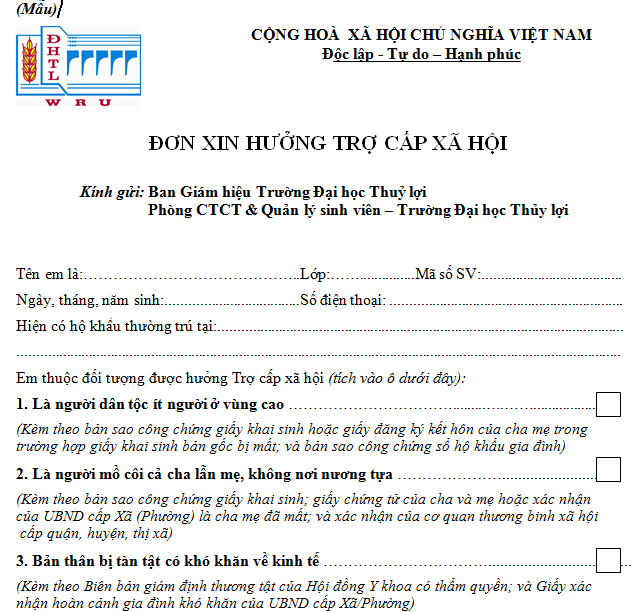 (Mẫu)
ĐHTL
WRU
CỘNG HOÀ XÃ HỘI CHỦ NGHĨA VIỆT NAM
Độc lập - Tự do – Hạnh phúc
ĐƠN XIN HƯỞNG TRỢ CẤP XÃ HỘI
Kính gửi: Ban Giám hiệu Trường Đại học Thuỷ lợi
Phòng CTCT & Quản lý sinh viên – Trường Đại học Thủy lợi
Tên em là:……………………………………Lớp:……...............Mã số SV:........................................
Ngày, tháng, năm sinh:.......................................Số điện thoại: ...................................................................
Hiện có hộ khẩu thường trú tại:.....................................................................................................................
..............................................................................................................................................................................
Em thuộc đối tượng được hưởng Trợ cấp xã hội (tích vào ô dưới đây):
1. Là người dân tộc ít người ở vùng cao ……………………………………..................
(Kèm theo bản sao công chứng giấy khai sinh hoặc giấy đăng ký kết hôn của cha mẹ trong
trường hợp giấy khai sinh bản gốc bị mất; và bản sao công chứng sổ hộ khẩu gia đình)
2. Là người mồ côi cả cha lẫn mẹ, không nơi nương tựa ……………………..................
(Kèm theo bản sao công chứng giấy khai sinh; giấy chứng tử của cha và mẹ hoặc xác nhận
của UBND cấp Xã (Phường) là cha mẹ đã mất; và xác nhận của cơ quan thương binh xã hội
cấp quận, huyện, thị xã)
3. Bản thân bị tàn tật có khó khăn về kinh tế ..............................................................................
(Kèm theo Biên bản giám định thương tật của Hội đồng Y khoa có thẩm quyền; và Giấy xác
nhận hoàn cảnh gia đình khó khăn của UBND cấp Xã/Phường)